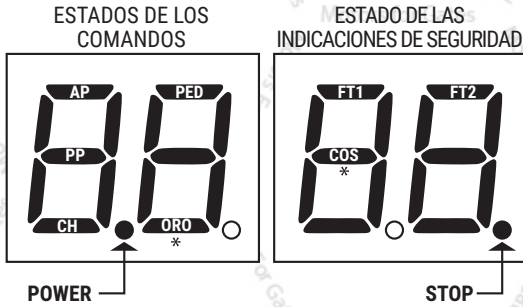 ESTADOS DE LOS
COMANDOS
AP
PED
PP
CH
ORO
*
POWER
ESTADO DE LAS
INDICACIONES DE SEGURIDAD
FT1
FT2
COS
*
STOP